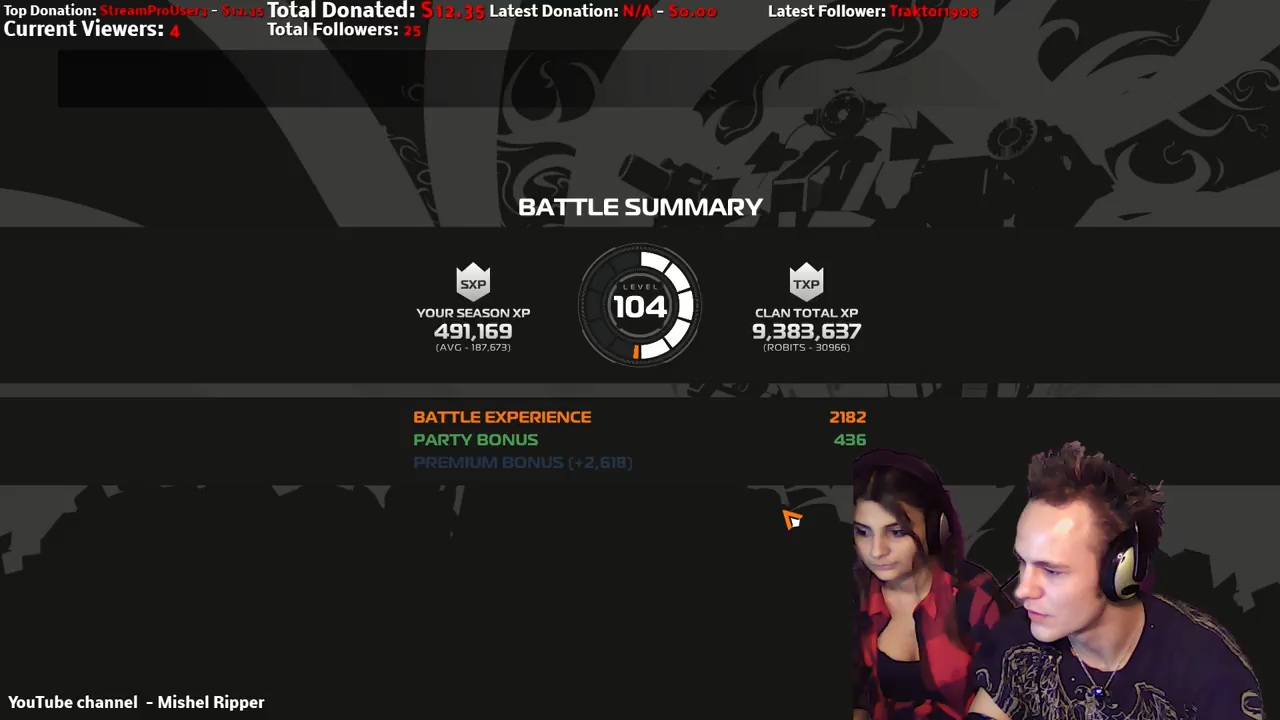 Top Donation: StreamProUser3 - $12.35 Total Donated: $12.35 Latest Donation: N/A - $0.00 Latest Follower: Traktor1908
Current Viewers: 4 Total Followers: 25
BATTLE SUMMARY
SXP
LEVEL
104
TXP
YOUR SEASON XP
491,169
(AVG - 187,673)
CLAN TOTAL XP
9,383,637
(ROBITS - 30966)
BATTLE EXPERIENCE 2182
PARTY BONUS 436
PREMIUM BONUS (+2,618)
YouTube channel - Mishel Ripper